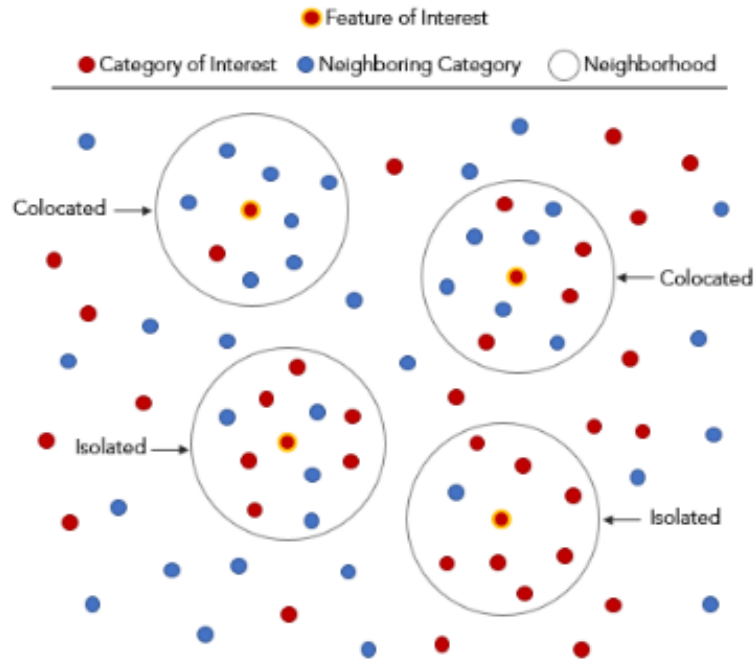 Feature of Interest
Category of Interest Neighboring Category Neighborhood
Colocated
Colocated
Isolated
Isolated